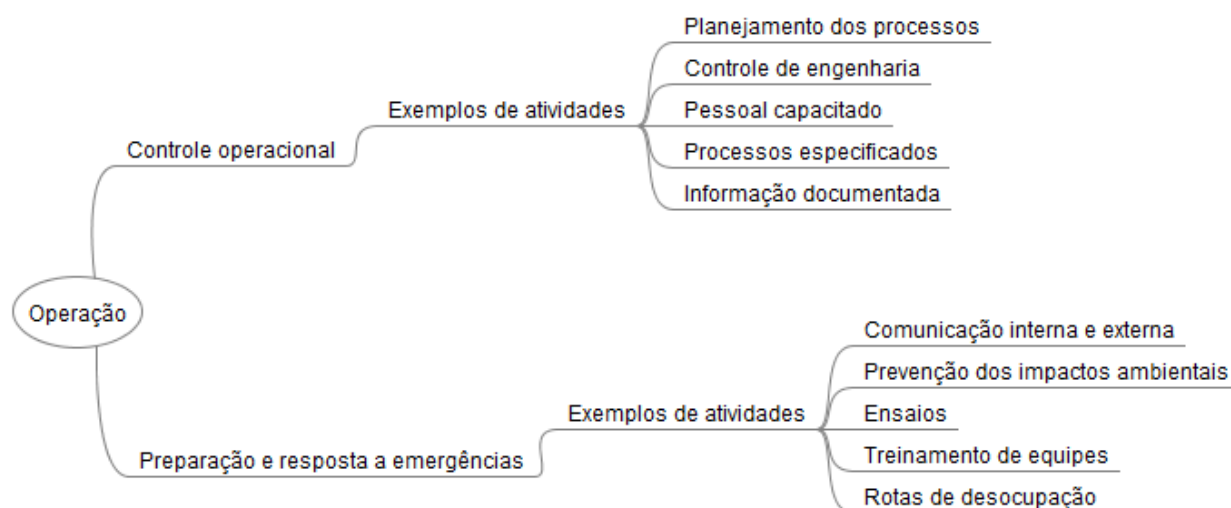 Planejamento dos processos
Controle de engenharia
Exemplos de atividades
Pessoal capacitado
Controle operacional
Processos especificados
Informação documentada
Operação
Comunicação interna e externa
Prevenção dos impactos ambientais
Exemplos de atividades
Ensaios
Preparação e resposta a emergências
Treinamento de equipes
Rotas de desocupação